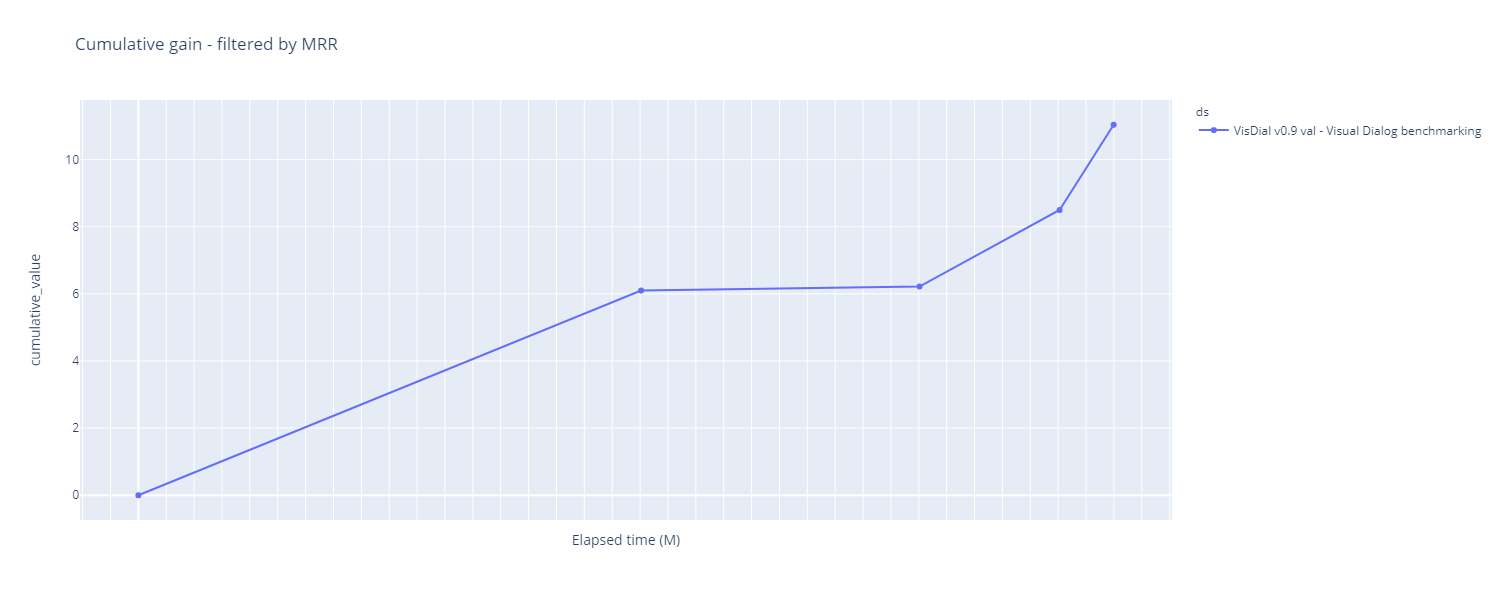 Cumulative gain - filtered by MRR
ds
VisDial v0.9 val - Visual Dialog benchmarking
10
8
6
4
2
0
cumulative_value
Elapsed time (M)